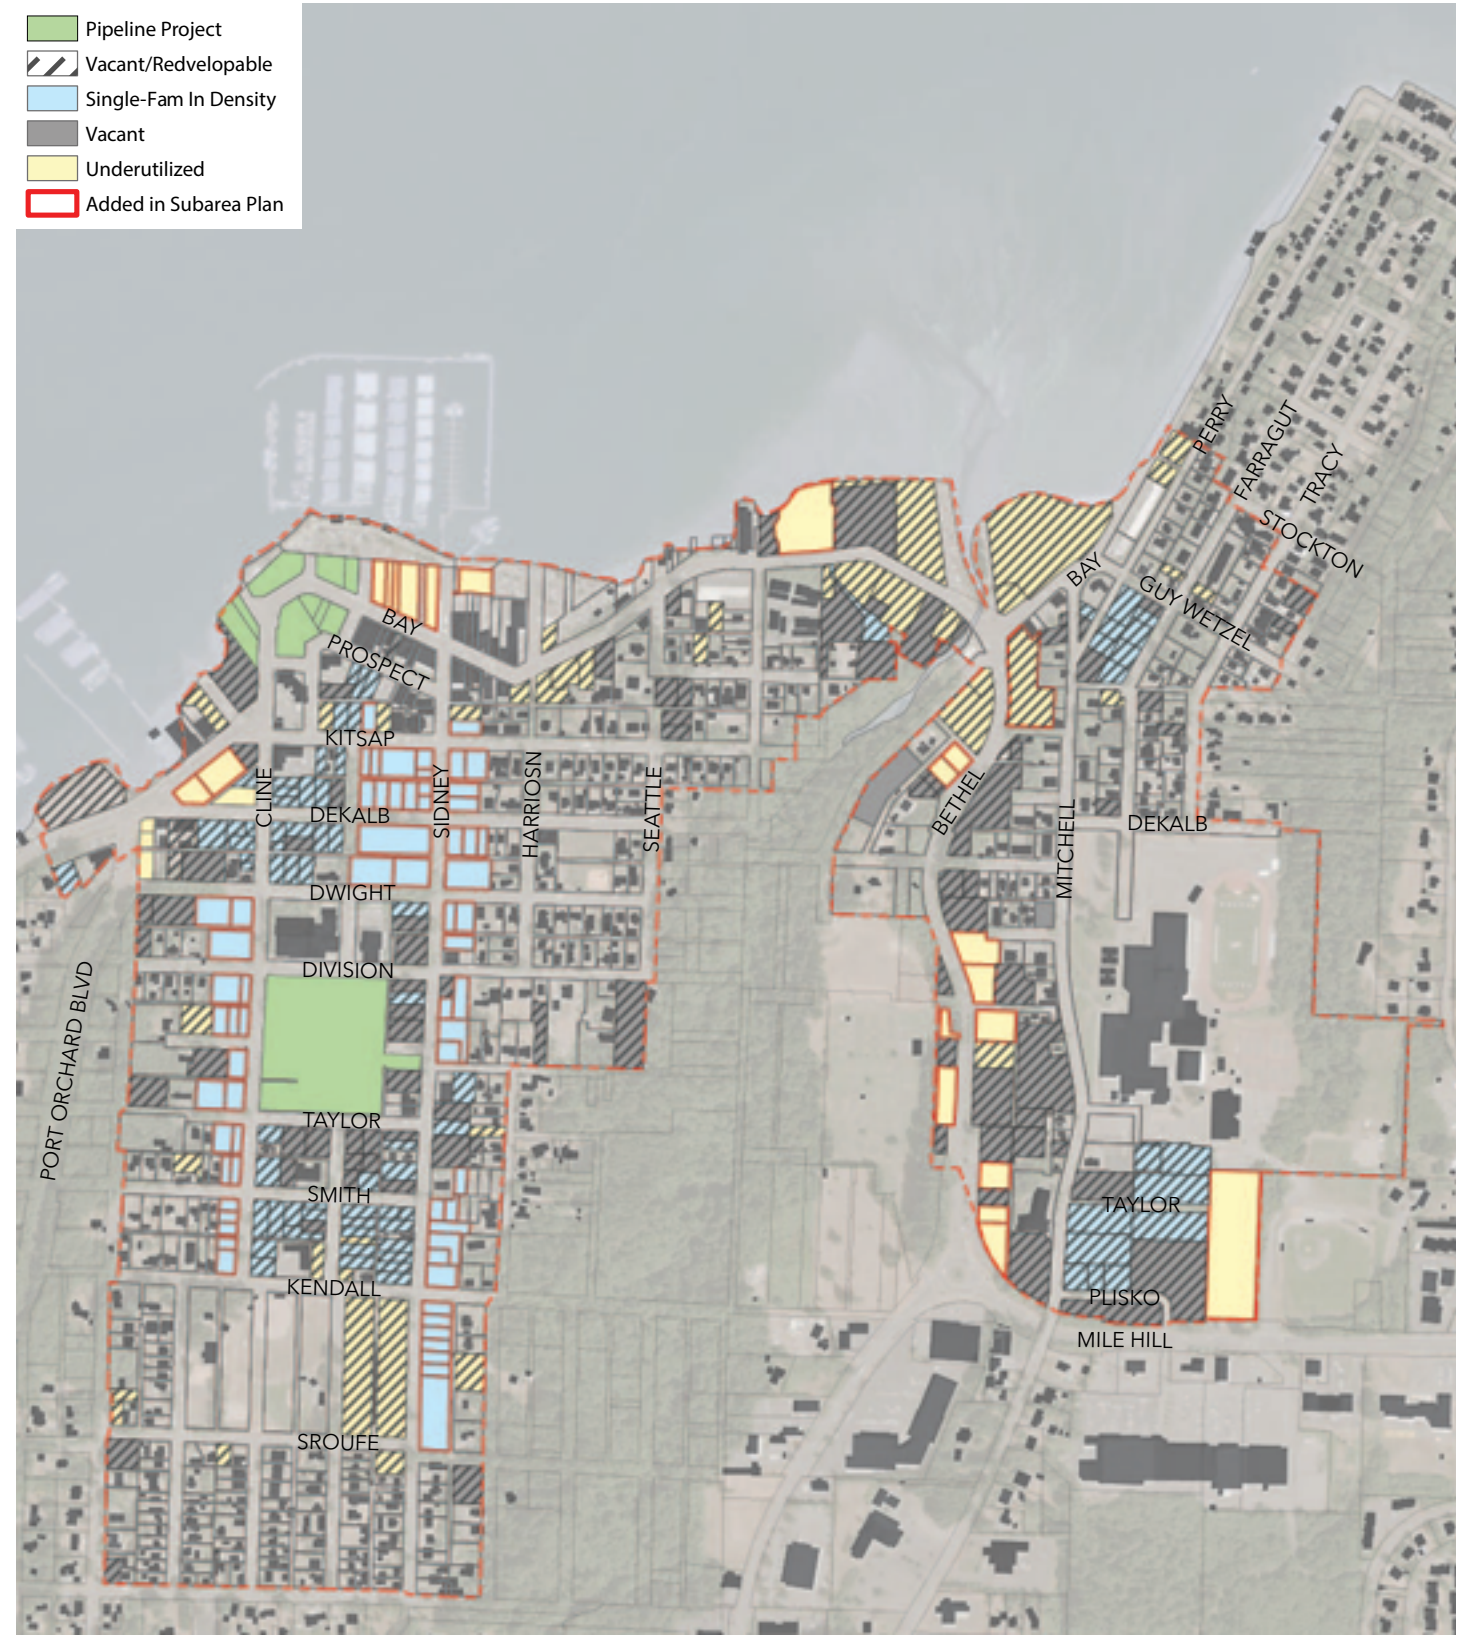 Pipeline Project
Vacant/Redvelopable
Single-Fam In Density
Vacant
Underutilized
Added in Subarea Plan
PERRY
FARRAGUT
TRACY
STOCKTON
BAY
GUY WETZEL
BAY
PROSPECT
KITSAP
CLINE
SIDNEY
HARRIOSN
SEATTLE
BETHEL
MITCHELL
DEKALB
DEKALB
DWIGHT
DIVISION
PORT ORCHARD BLVD
TAYLOR
SMITH
TAYLOR
KENDALL
PLISKO
MILE HILL
SROUFE